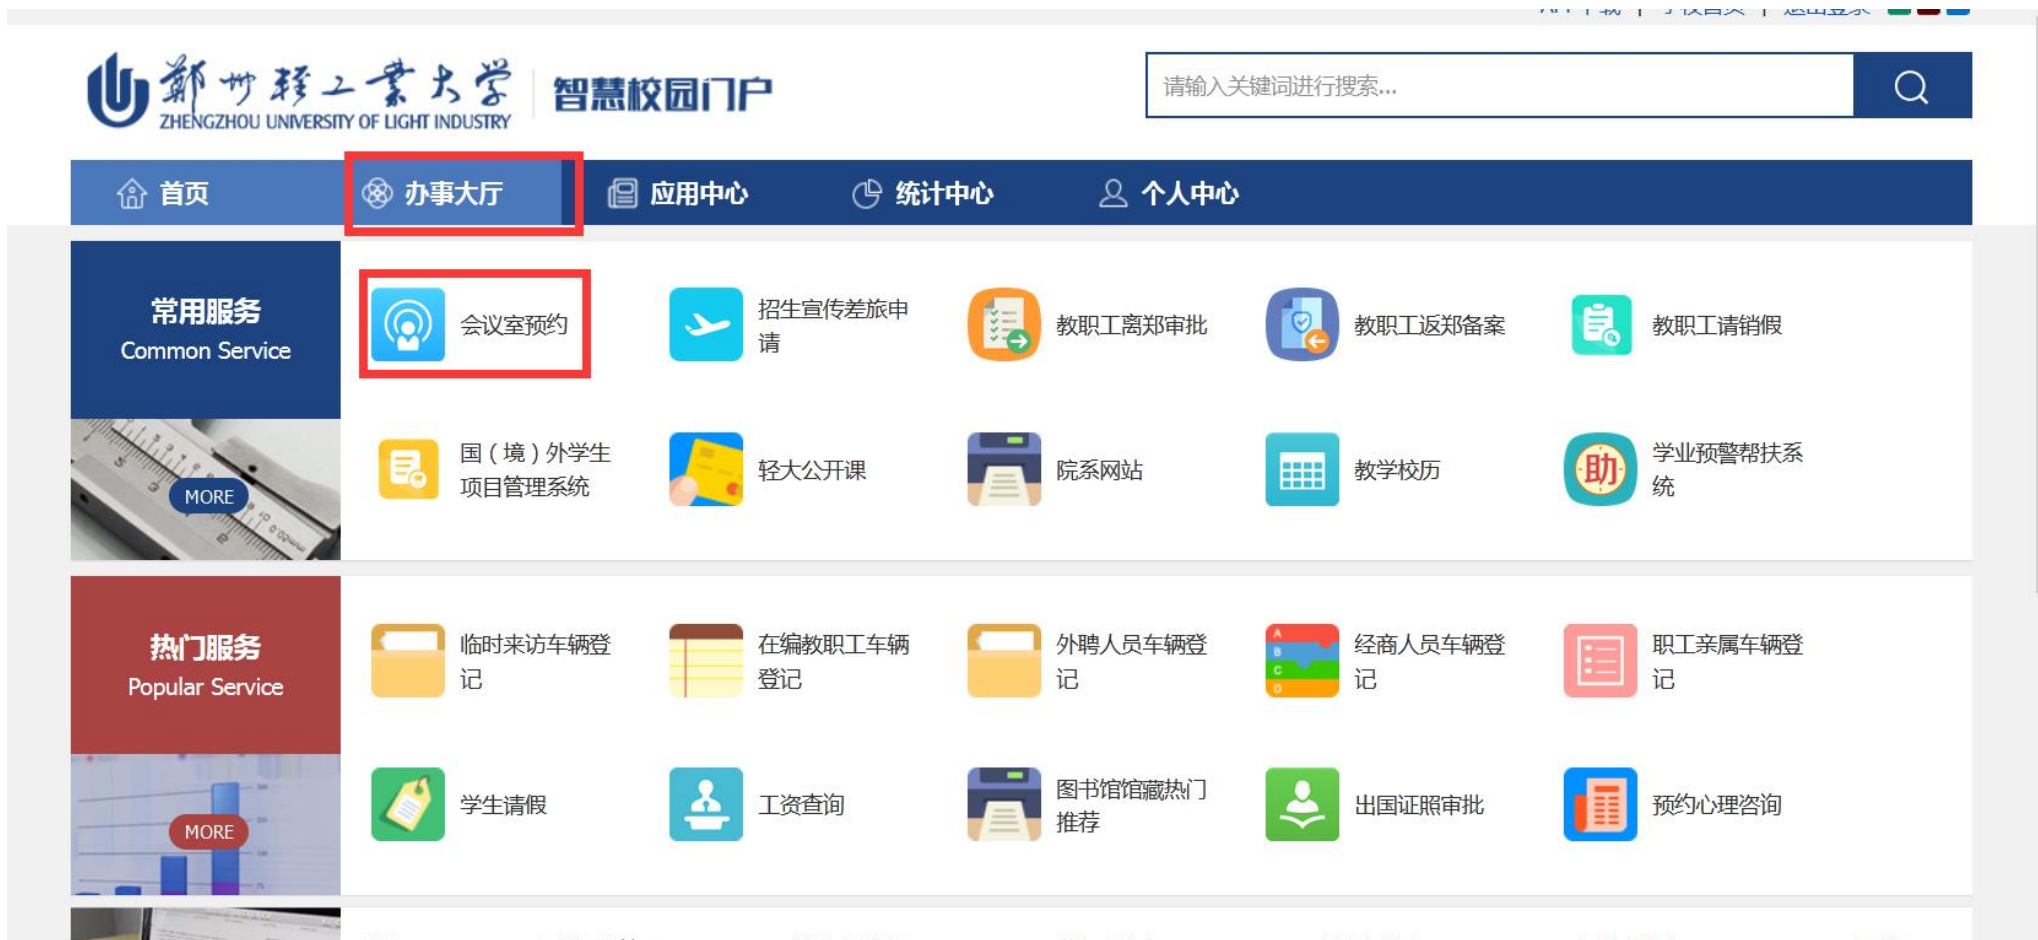 郑州轻工业大学
ZHENGZHOU UNIVERSITY OF LIGHT INDUSTRY
智慧校园门户
请输入关键词进行搜索...
首页
办事大厅
应用中心
统计中心
个人中心
常用服务
Common Service
MORE
会议室预约
招生宣传差旅申
请
教职工离郑审批
教职工返郑备案
教职工请销假
国（境）外学生
项目管理系统
轻大公开课
院系网站
教学校历
助
学业预警帮扶系
统
热门服务
Popular Service
MORE
临时来访车辆登
记
在编教职工车辆
登记
外聘人员车辆登
记
A
B
C
D
经商人员车辆登
记
职工亲属车辆登
记
学生请假
工资查询
图书馆馆藏热门
推荐
出国证照审批
预约心理咨询